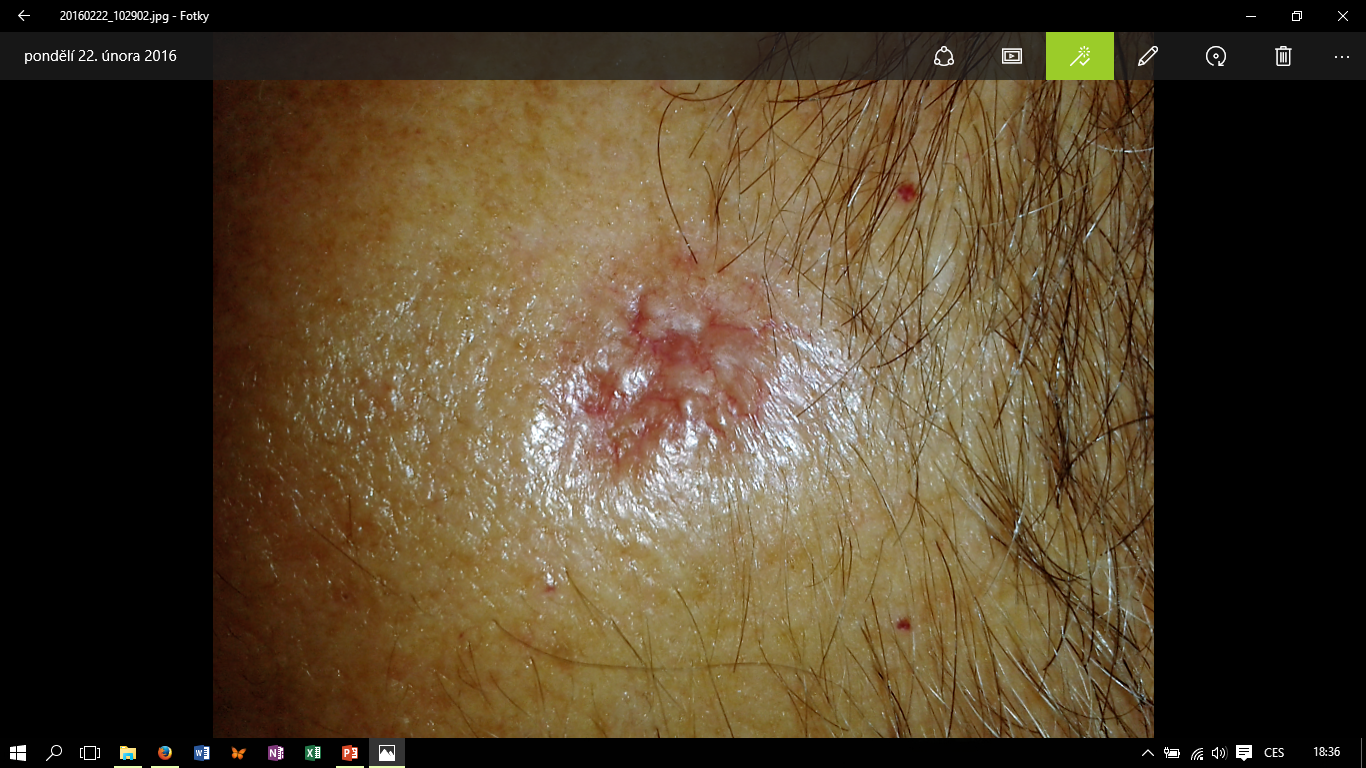 20160222_102902.jpg - Fotky
pondělí 22. února 2016
CES
18:36